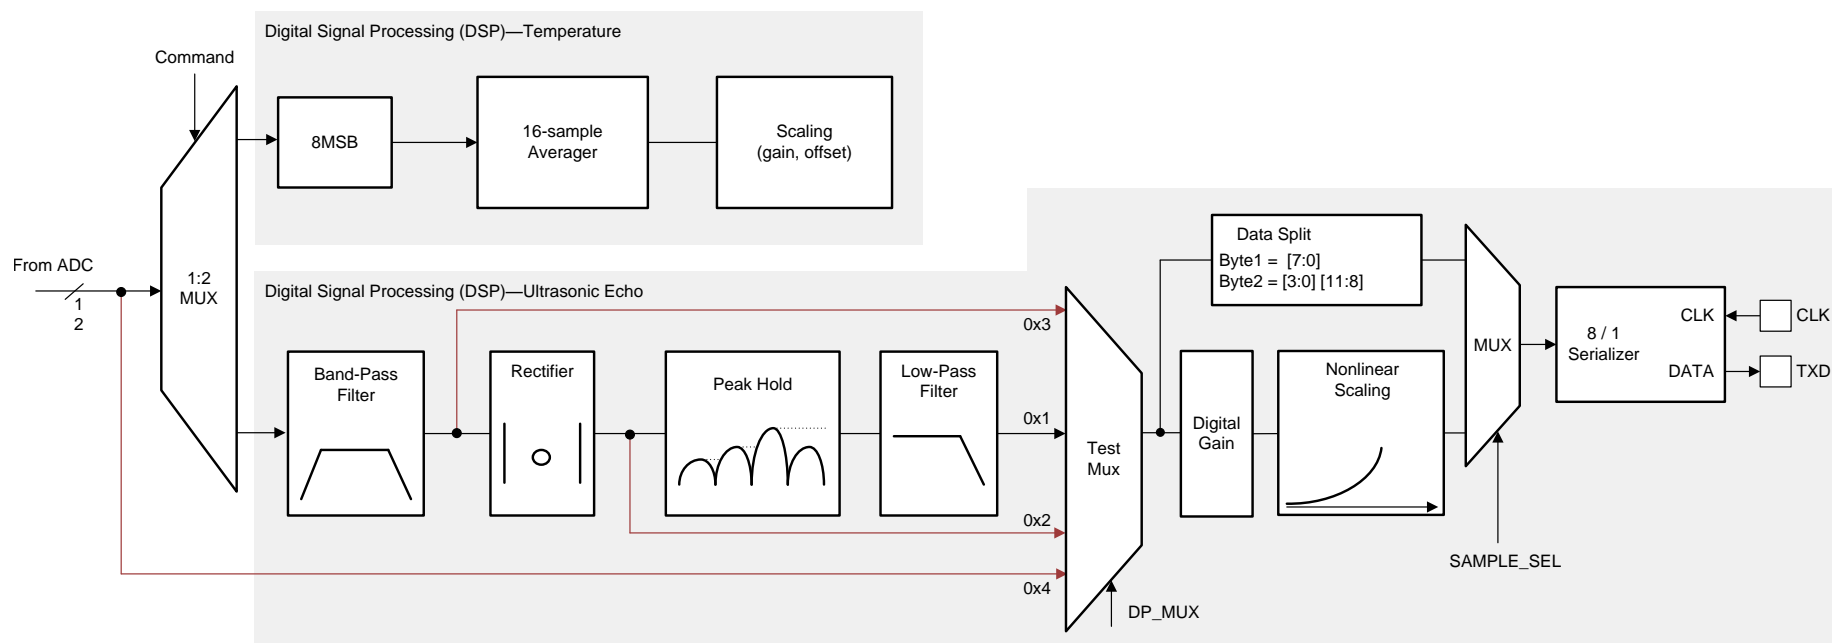 Digital Signal Processing (DSP)—Temperature
Command
8MSB
16-sample
Averager
Scaling
(gain, offset)
From ADC
1
2
1:2
MUX
Digital Signal Processing (DSP)—Ultrasonic Echo
Band-Pass
Filter
Rectifier
Peak Hold
Low-Pass
Filter
0x3
0x1
0x2
0x4
Test
Mux
DP_MUX
Data Split
Byte1 = [7:0]
Byte2 = [3:0] [11:8]
Digital
Gain
Nonlinear
Scaling
MUX
SAMPLE_SEL
8 / 1
Serializer
CLK
DATA
CLK
TXD